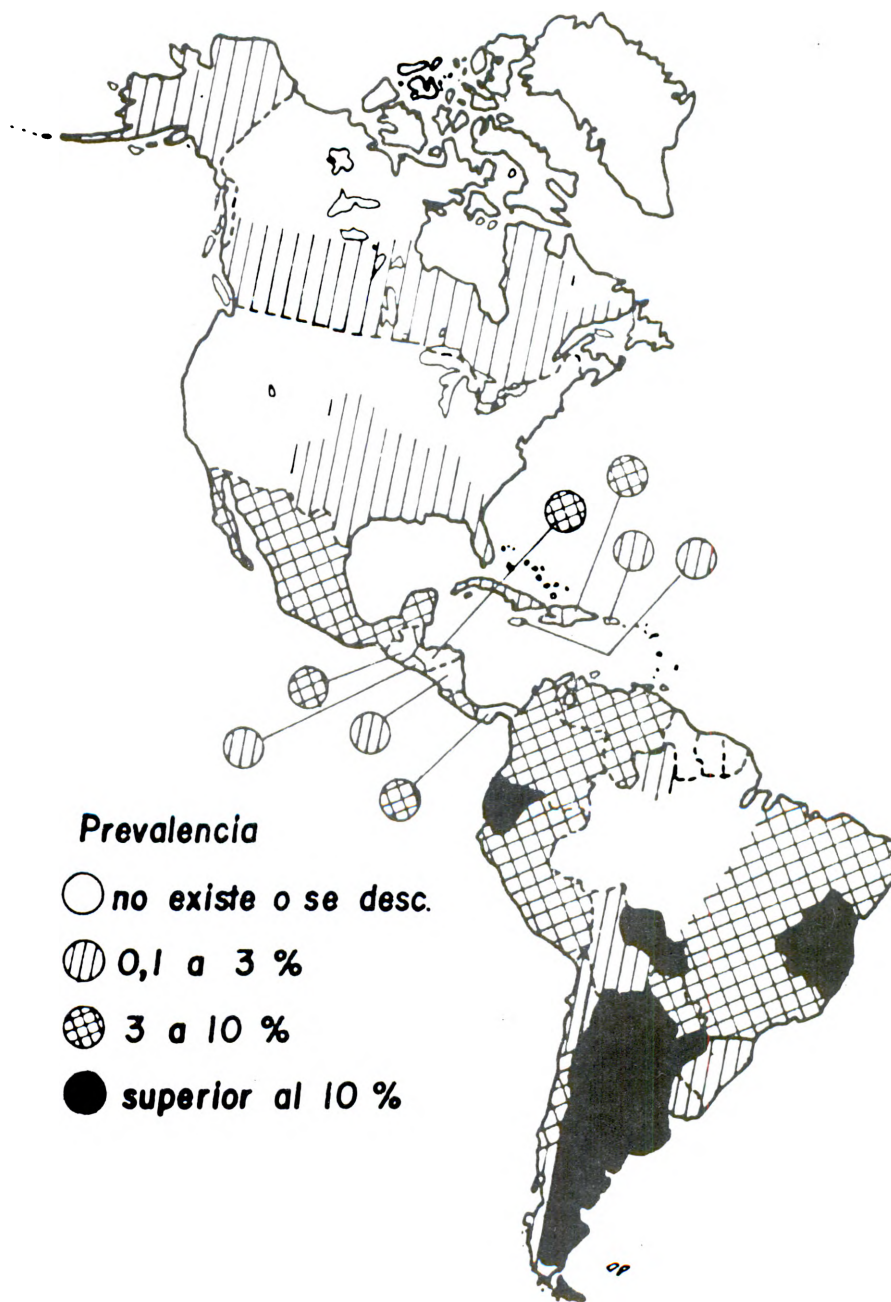 Prevalencia
no existe o se desc.
0,1 a 3 %
3 a 10 %
superior al 10 %